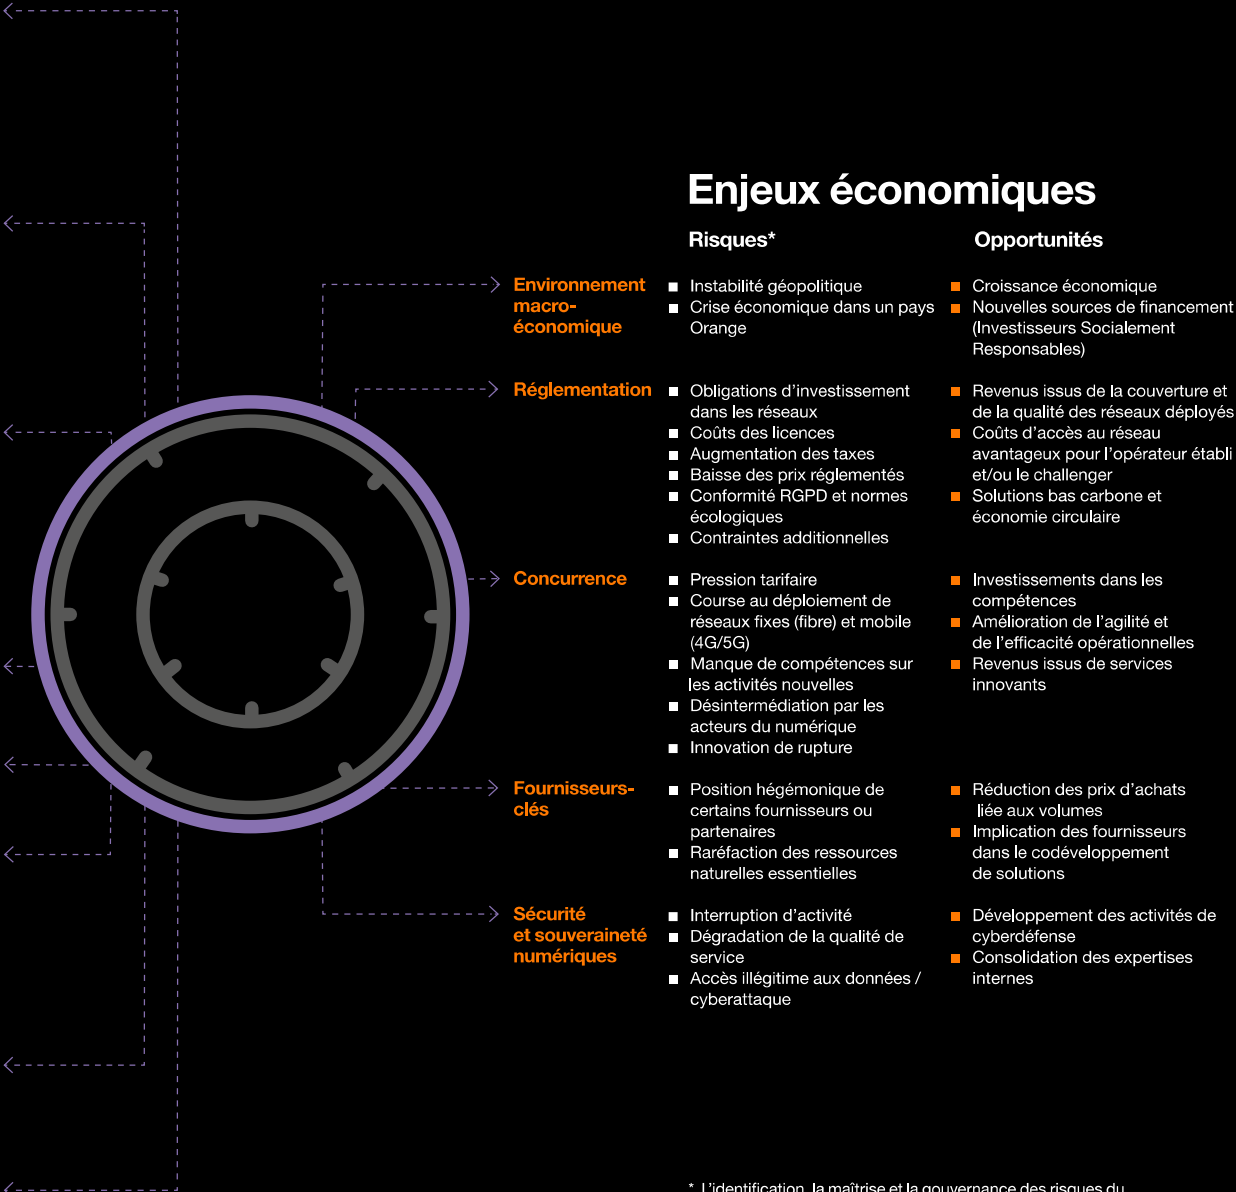 Enjeux économiques
Risques*
Opportunités
Environnement
macro-
économique
Instabilité géopolitique
Crise économique dans un pays
Orange
Croissance économique
Nouvelles sources de financement
(Investisseurs Socialement
Responsables)
Réglementation
Obligations d’investissement
dans les réseaux
Coûts des licences
Augmentation des taxes
Baisse des prix réglementés
Conformité RGPD et normes
écologiques
Contraintes additionnelles
Revenus issus de la couverture et
de la qualité des réseaux déployés
Coûts d’accès au réseau
avantageux pour l’opérateur établi
et/ou le challenger
Solutions bas carbone et
économie circulaire
Concurrence
Pression tarifaire
Course au déploiement de
réseaux fixes (fibre) et mobile
(4G/5G)
Manque de compétences sur
les activités nouvelles
Désintermédiation par les
acteurs du numérique
Innovation de rupture
Investissements dans les
compétences
Amélioration de l’agilité et
de l’efficacité opérationnelles
Revenus issus de services
innovants
Fournisseurs-
clés
Position hégémonique de
certains fournisseurs ou
partenaires
Raréfaction des ressources
naturelles essentielles
Réduction des prix d’achats
liée aux volumes
Implication des fournisseurs
dans le codéveloppement
de solutions
Sécurité
et souveraineté
numériques
Interruption d’activité
Dégradation de la qualité de
service
Accès illégitime aux données /
cyberattaque
Développement des activités de
cyberdéfense
Consolidation des expertises
internes
* L’identification, la maîtrise et la gouvernance des risques du